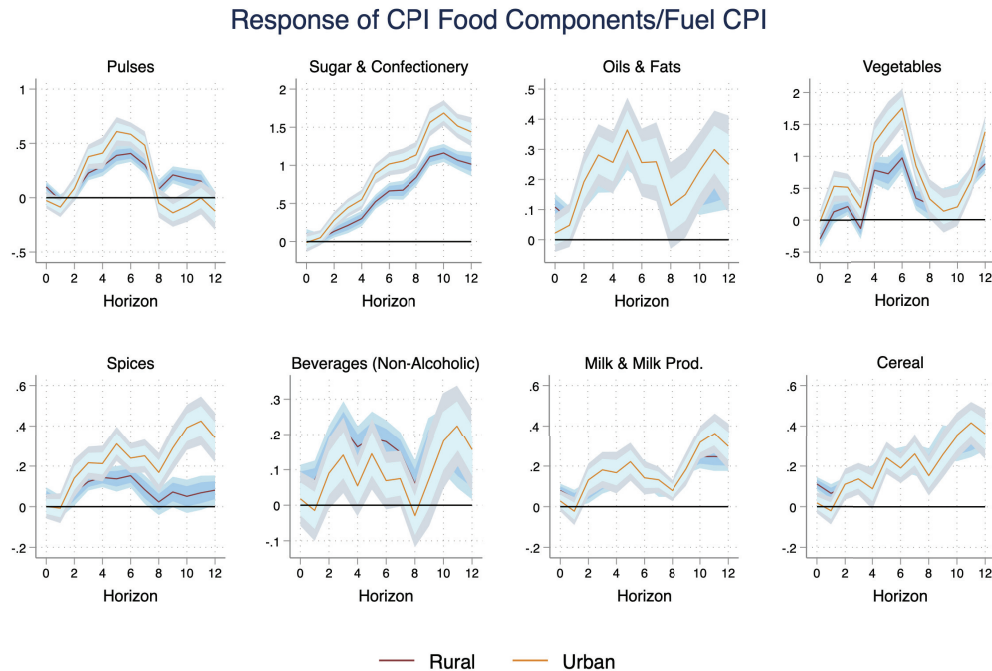 Response of CPI Food Components/Fuel CPI
Pulses
Sugar & Confectionery
Oils & Fats
Vegetables
1
.5
0
-.5
0 2 4 6 8 10 12
Horizon
2
1.5
1
.5
0
0 2 4 6 8 10 12
Horizon
.5
.4
.3
.2
.1
0
0 2 4 6 8 10 12
Horizon
2
1.5
1
.5
0
-.5
0 2 4 6 8 10 12
Horizon
Spices
Beverages (Non-Alcoholic)
Milk & Milk Prod.
Cereal
.6
.4
.2
0
-.2
0 2 4 6 8 10 12
Horizon
.3
.2
.1
0
-.1
0 2 4 6 8 10 12
Horizon
.6
.4
.2
0
-.2
0 2 4 6 8 10 12
Horizon
.6
.4
.2
0
-.2
0 2 4 6 8 10 12
Horizon
Rural Urban